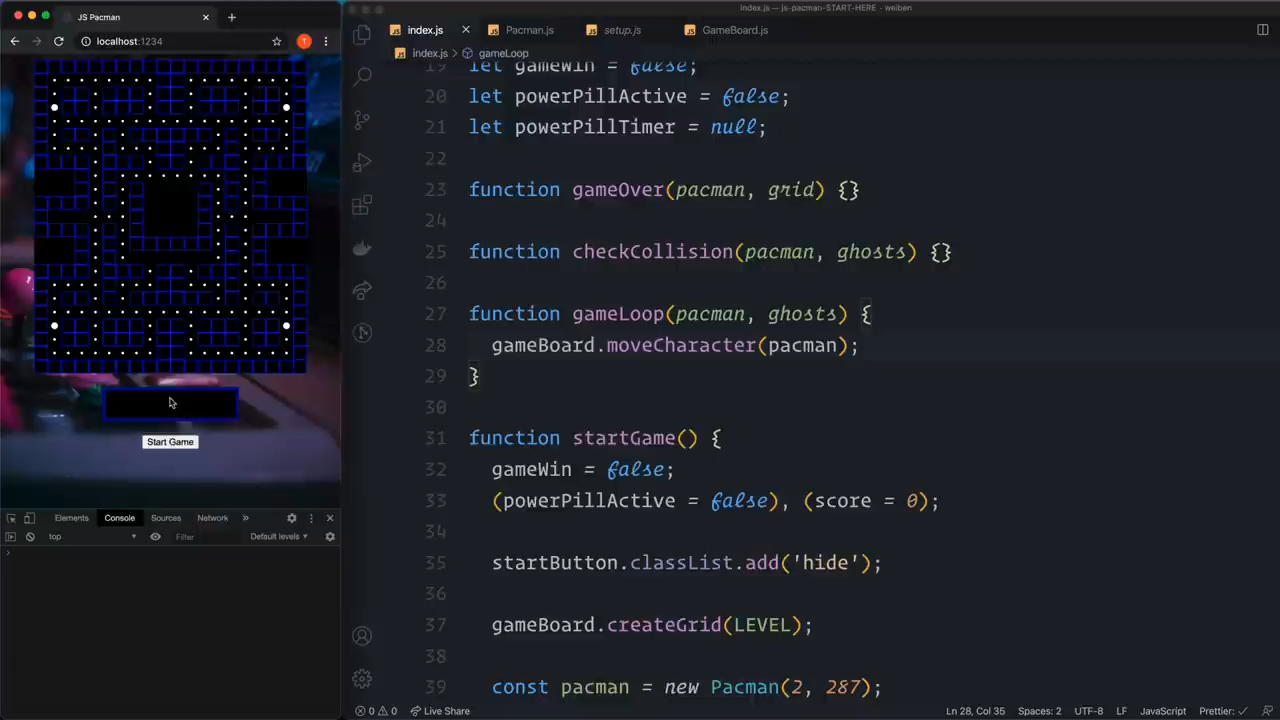 JS Pacman
localhost:1234
T
Start Game
Elements
Console
Sources
Network
»
top
Filter
Default levels
index.js — js-pacman-START-HERE — weiben
index.js
Pacman.js
setup.js
GameBoard.js
index.js > gameLoop
19 let gameWin = false;
20 let powerPillActive = false;
21 let powerPillTimer = null;
22
23 function gameOver(pacman, grid) {}
24
25 function checkCollision(pacman, ghosts) {}
26
27 function gameLoop(pacman, ghosts) {
28 gameBoard.moveCharacter(pacman);
29 }
30
31 function startGame() {
32 gameWin = false;
33 (powerPillActive = false), (score = 0);
34
35 startButton.classList.add('hide');
36
37 gameBoard.createGrid(LEVEL);
38
39 const pacman = new Pacman(2, 287);
0 0 Live Share
Ln 28, Col 35 Spaces: 2 UTF-8 LF JavaScript Prettier: ✓